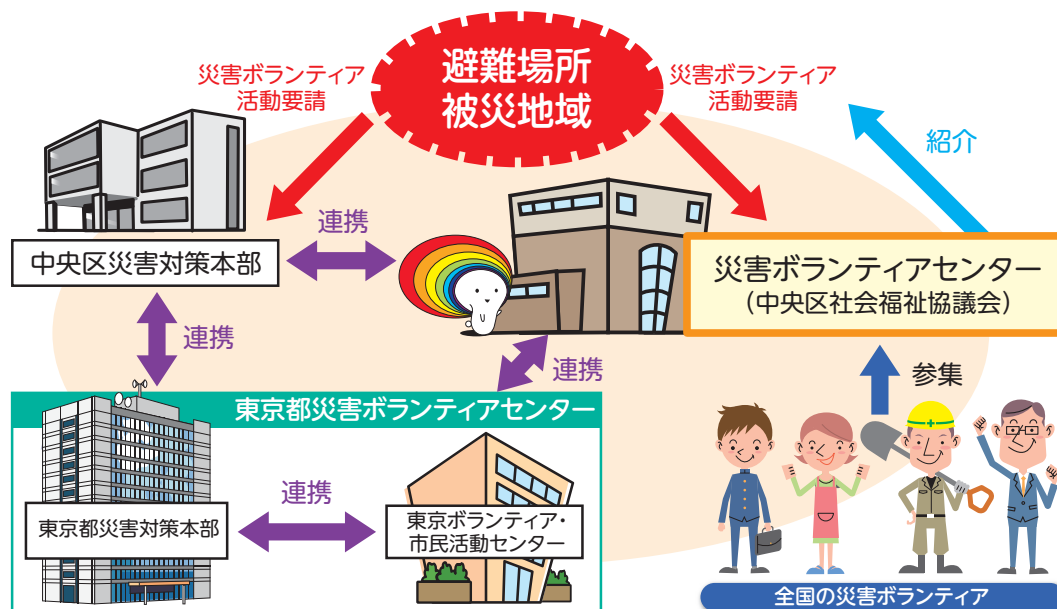 避難場所
被災地域
災害ボランティア
活動要請
災害ボランティア
活動要請
紹介
中央区災害対策本部
連携
災害ボランティアセンター
（中央区社会福祉協議会）
連携
連携
参集
東京都災害ボランティアセンター
東京都災害対策本部
連携
東京ボランティア・
市民活動センター
全国の災害ボランティア